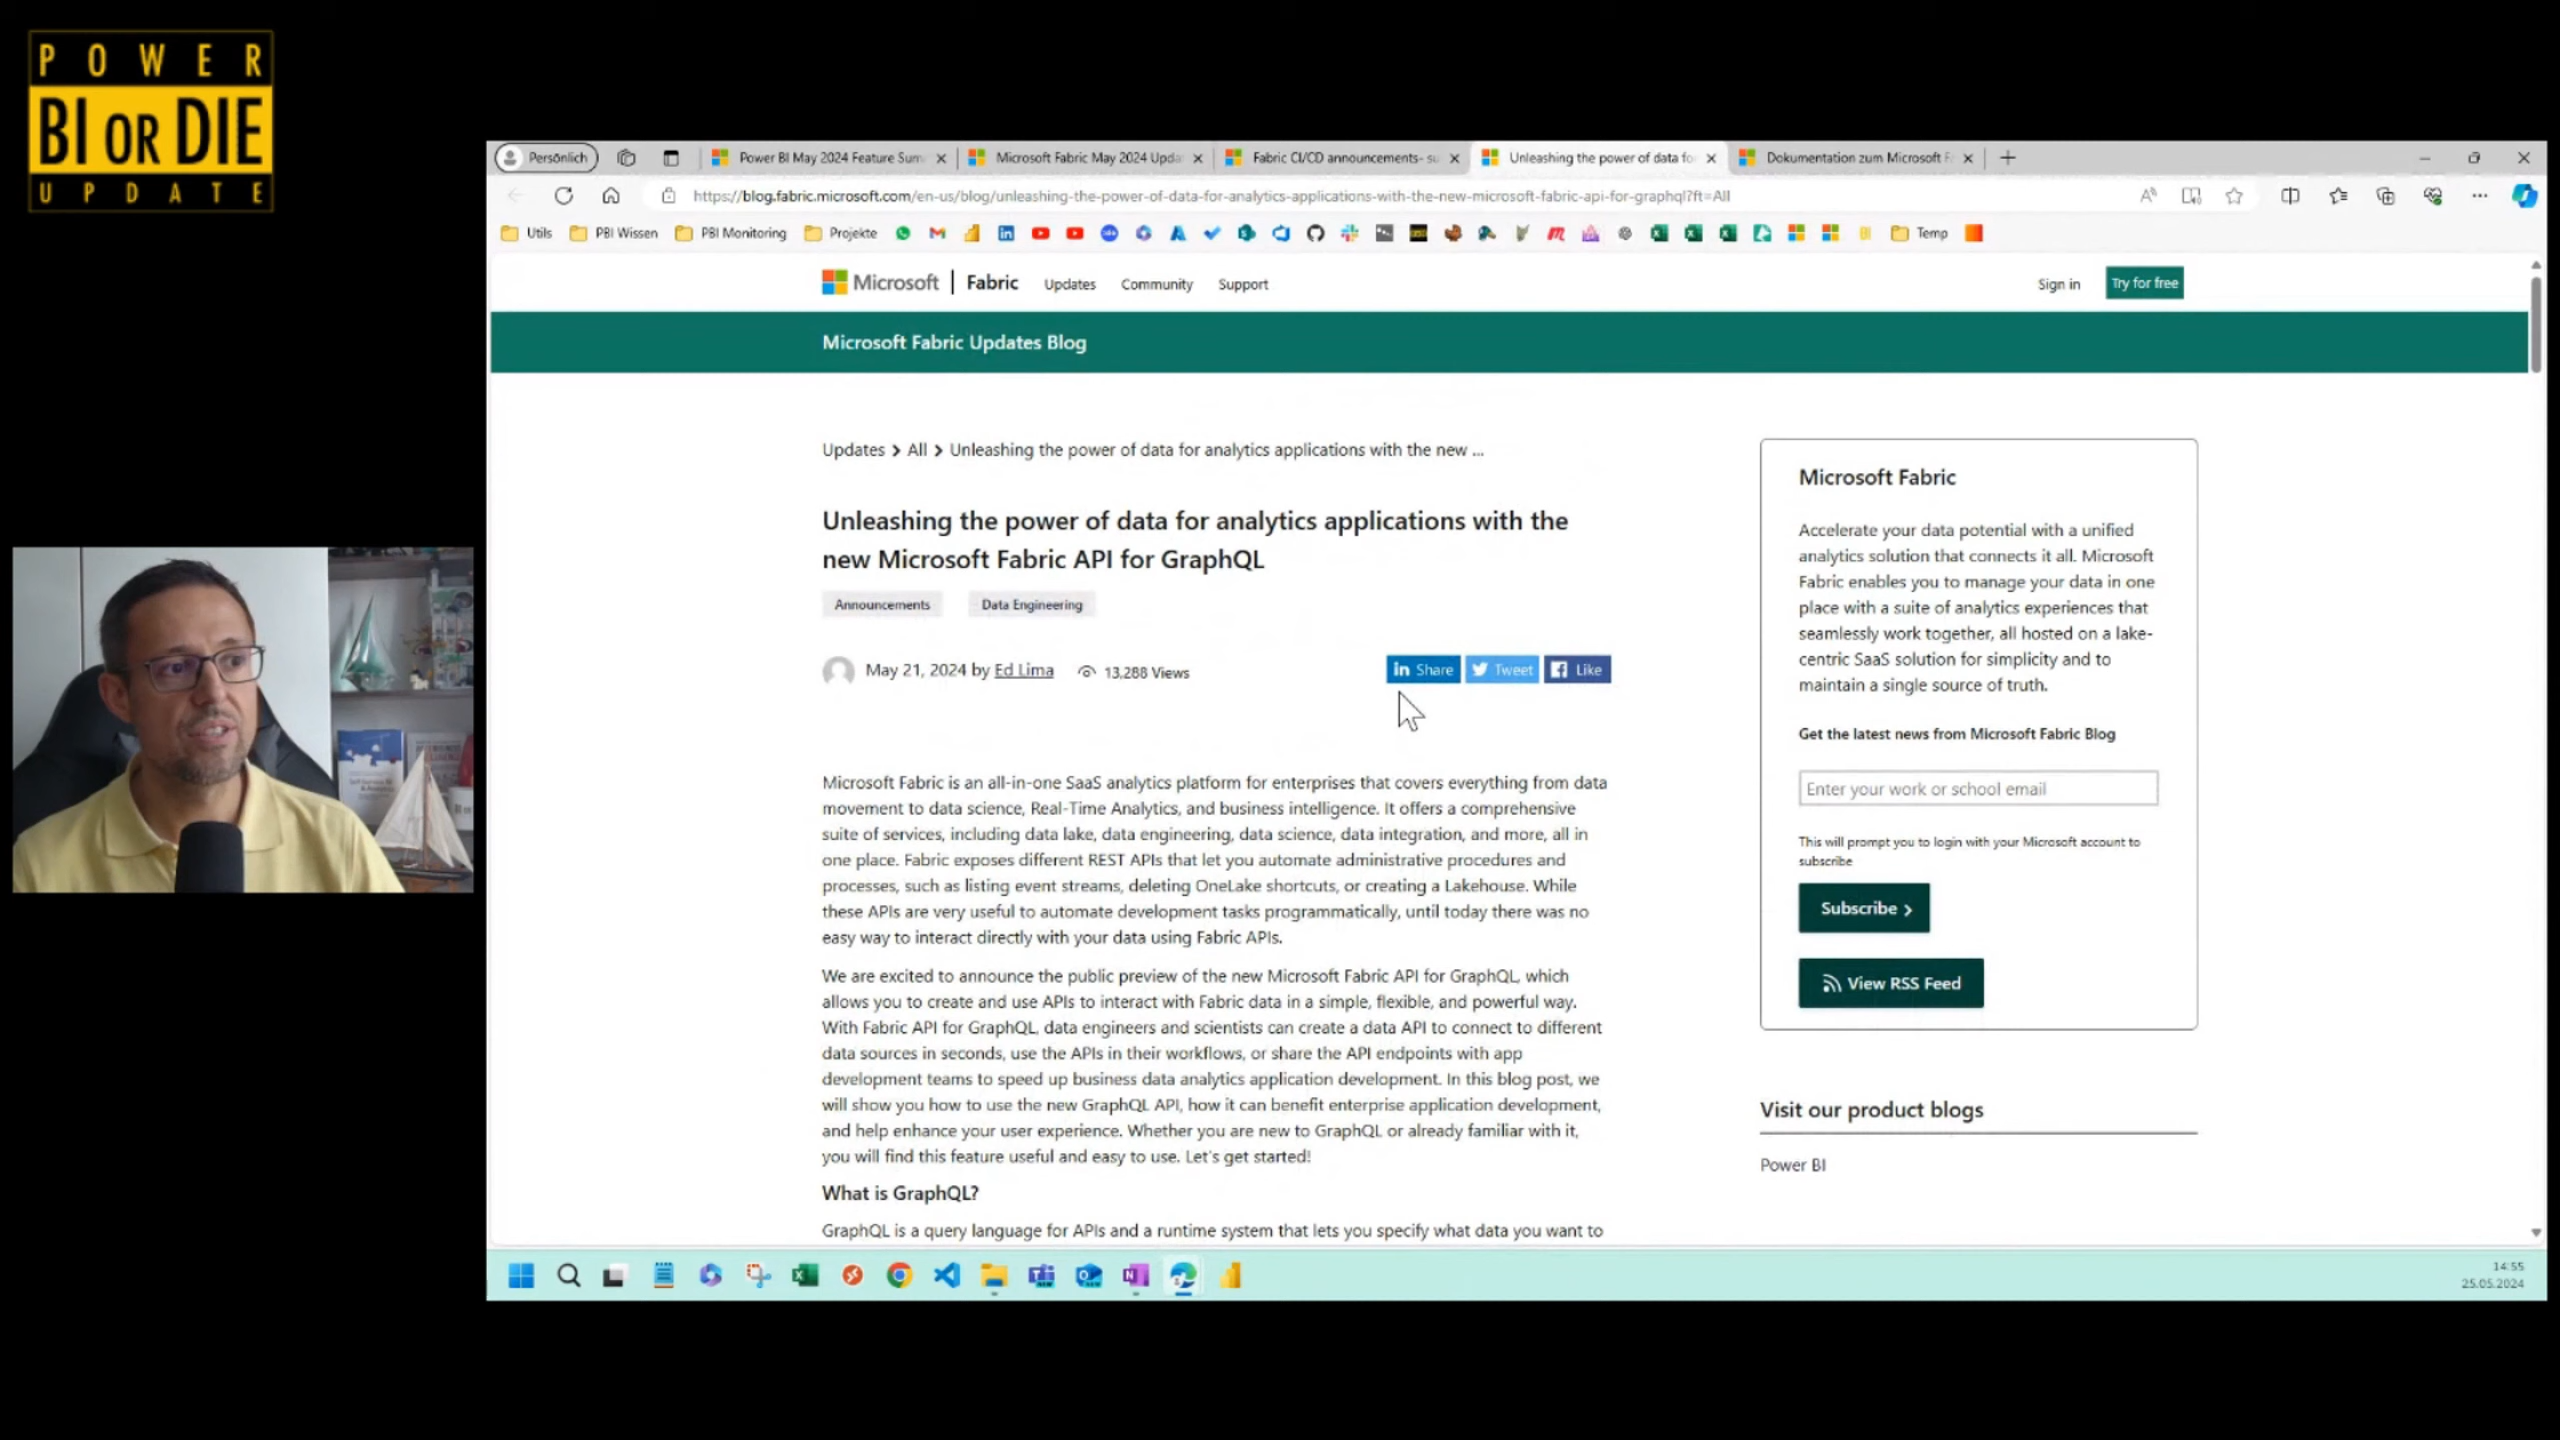 POWER
BI OR DIE
UPDATE
Persönlich
Power BI May 2024 Feature Sum
Microsoft Fabric May 2024 Upda
Fabric CI/CD announcements- su
Unleashing the power of data fo
Dokumentation zum Microsoft F
https://blog.fabric.microsoft.com/en-us/blog/unleashing-the-power-of-data-for-analytics-applications-with-the-new-microsoft-fabric-api-for-graphql?ft=All
Utils
PBI Wissen
PBI Monitoring
Projekte
Temp
Microsoft | Fabric Updates Community Support
Sign in
Try for free
Microsoft Fabric Updates Blog
Updates > All > Unleashing the power of data for analytics applications with the new ...
Unleashing the power of data for analytics applications with the
new Microsoft Fabric API for GraphQL
Announcements
Data Engineering
May 21, 2024 by Ed Lima
13,288 Views
Share
Tweet
Like
Microsoft Fabric is an all-in-one SaaS analytics platform for enterprises that covers everything from data
movement to data science, Real-Time Analytics, and business intelligence. It offers a comprehensive
suite of services, including data lake, data engineering, data science, data integration, and more, all in
one place. Fabric exposes different REST APIs that let you automate administrative procedures and
processes, such as listing event streams, deleting OneLake shortcuts, or creating a Lakehouse. While
these APIs are very useful to automate development tasks programmatically, until today there was no
easy way to interact directly with your data using Fabric APIs.
We are excited to announce the public preview of the new Microsoft Fabric API for GraphQL, which
allows you to create and use APIs to interact with Fabric data in a simple, flexible, and powerful way.
With Fabric API for GraphQL, data engineers and scientists can create a data API to connect to different
data sources in seconds, use the APIs in their workflows, or share the API endpoints with app
development teams to speed up business data analytics application development. In this blog post, we
will show you how to use the new GraphQL API, how it can benefit enterprise application development,
and help enhance your user experience. Whether you are new to GraphQL or already familiar with it,
you will find this feature useful and easy to use. Let's get started!
What is GraphQL?
GraphQL is a query language for APIs and a runtime system that lets you specify what data you want to
Microsoft Fabric
Accelerate your data potential with a unified
analytics solution that connects it all. Microsoft
Fabric enables you to manage your data in one
place with a suite of analytics experiences that
seamlessly work together, all hosted on a lake-
centric SaaS solution for simplicity and to
maintain a single source of truth.
Get the latest news from Microsoft Fabric Blog
Enter your work or school email
This will prompt you to login with your Microsoft account to
subscribe
Subscribe >
View RSS Feed
Visit our product blogs
Power BI
14:55
25.05.2024